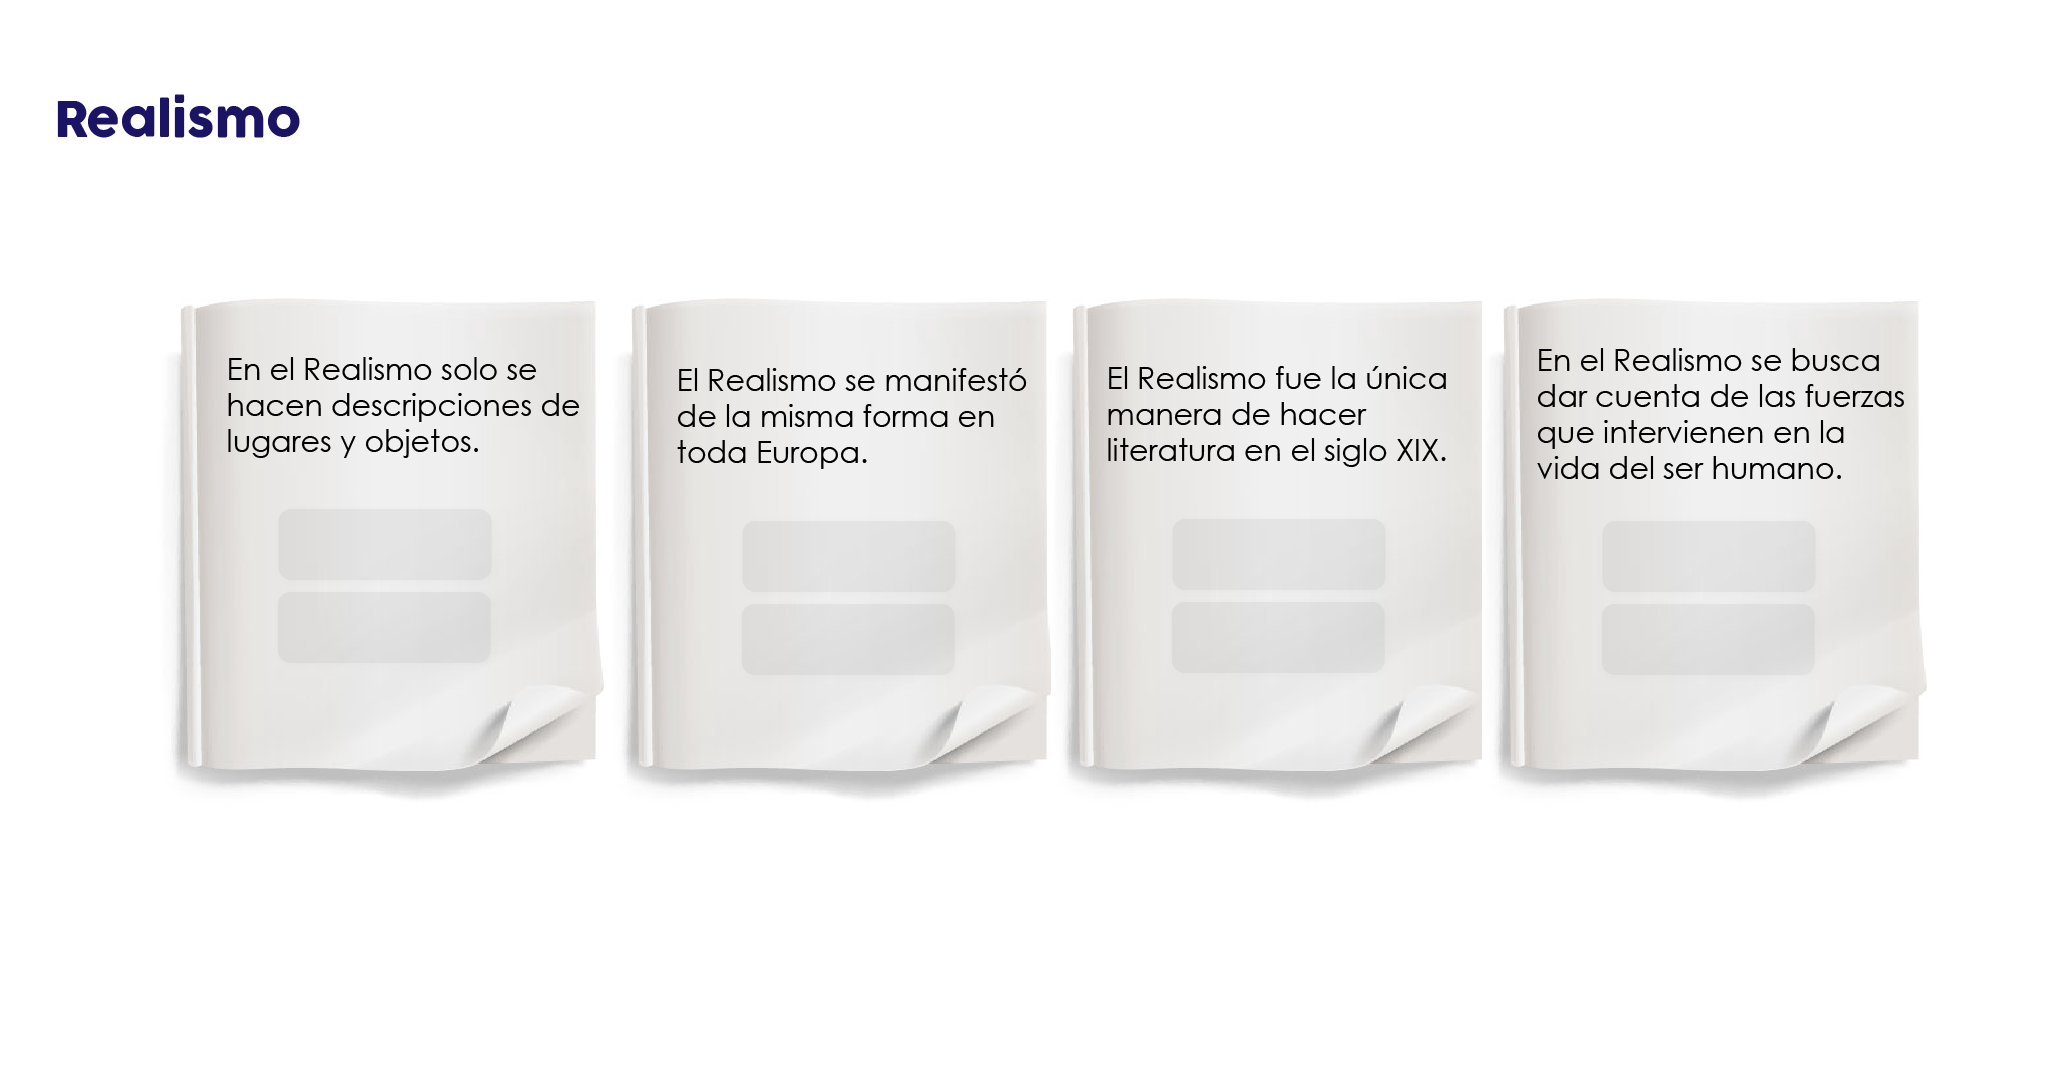 Realismo
En el Realismo solo se
hacen descripciones de
lugares y objetos.
El Realismo se manifestó
de la misma forma en
toda Europa.
El Realismo fue la única
manera de hacer
literatura en el siglo XIX.
En el Realismo se busca
dar cuenta de las fuerzas
que intervienen en la
vida del ser humano.